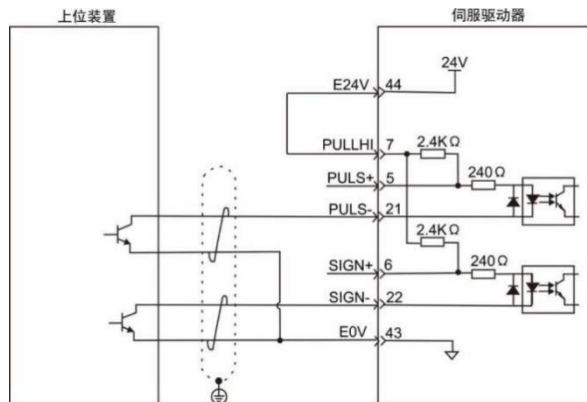 上位装置
伺服驱动器
24V
E24V 44
PULLHI 7 2.4KΩ
240Ω
PULS+ 5
PULS- 21
2.4KΩ
SIGN+ 6 240Ω
SIGN- 22
E0V 43